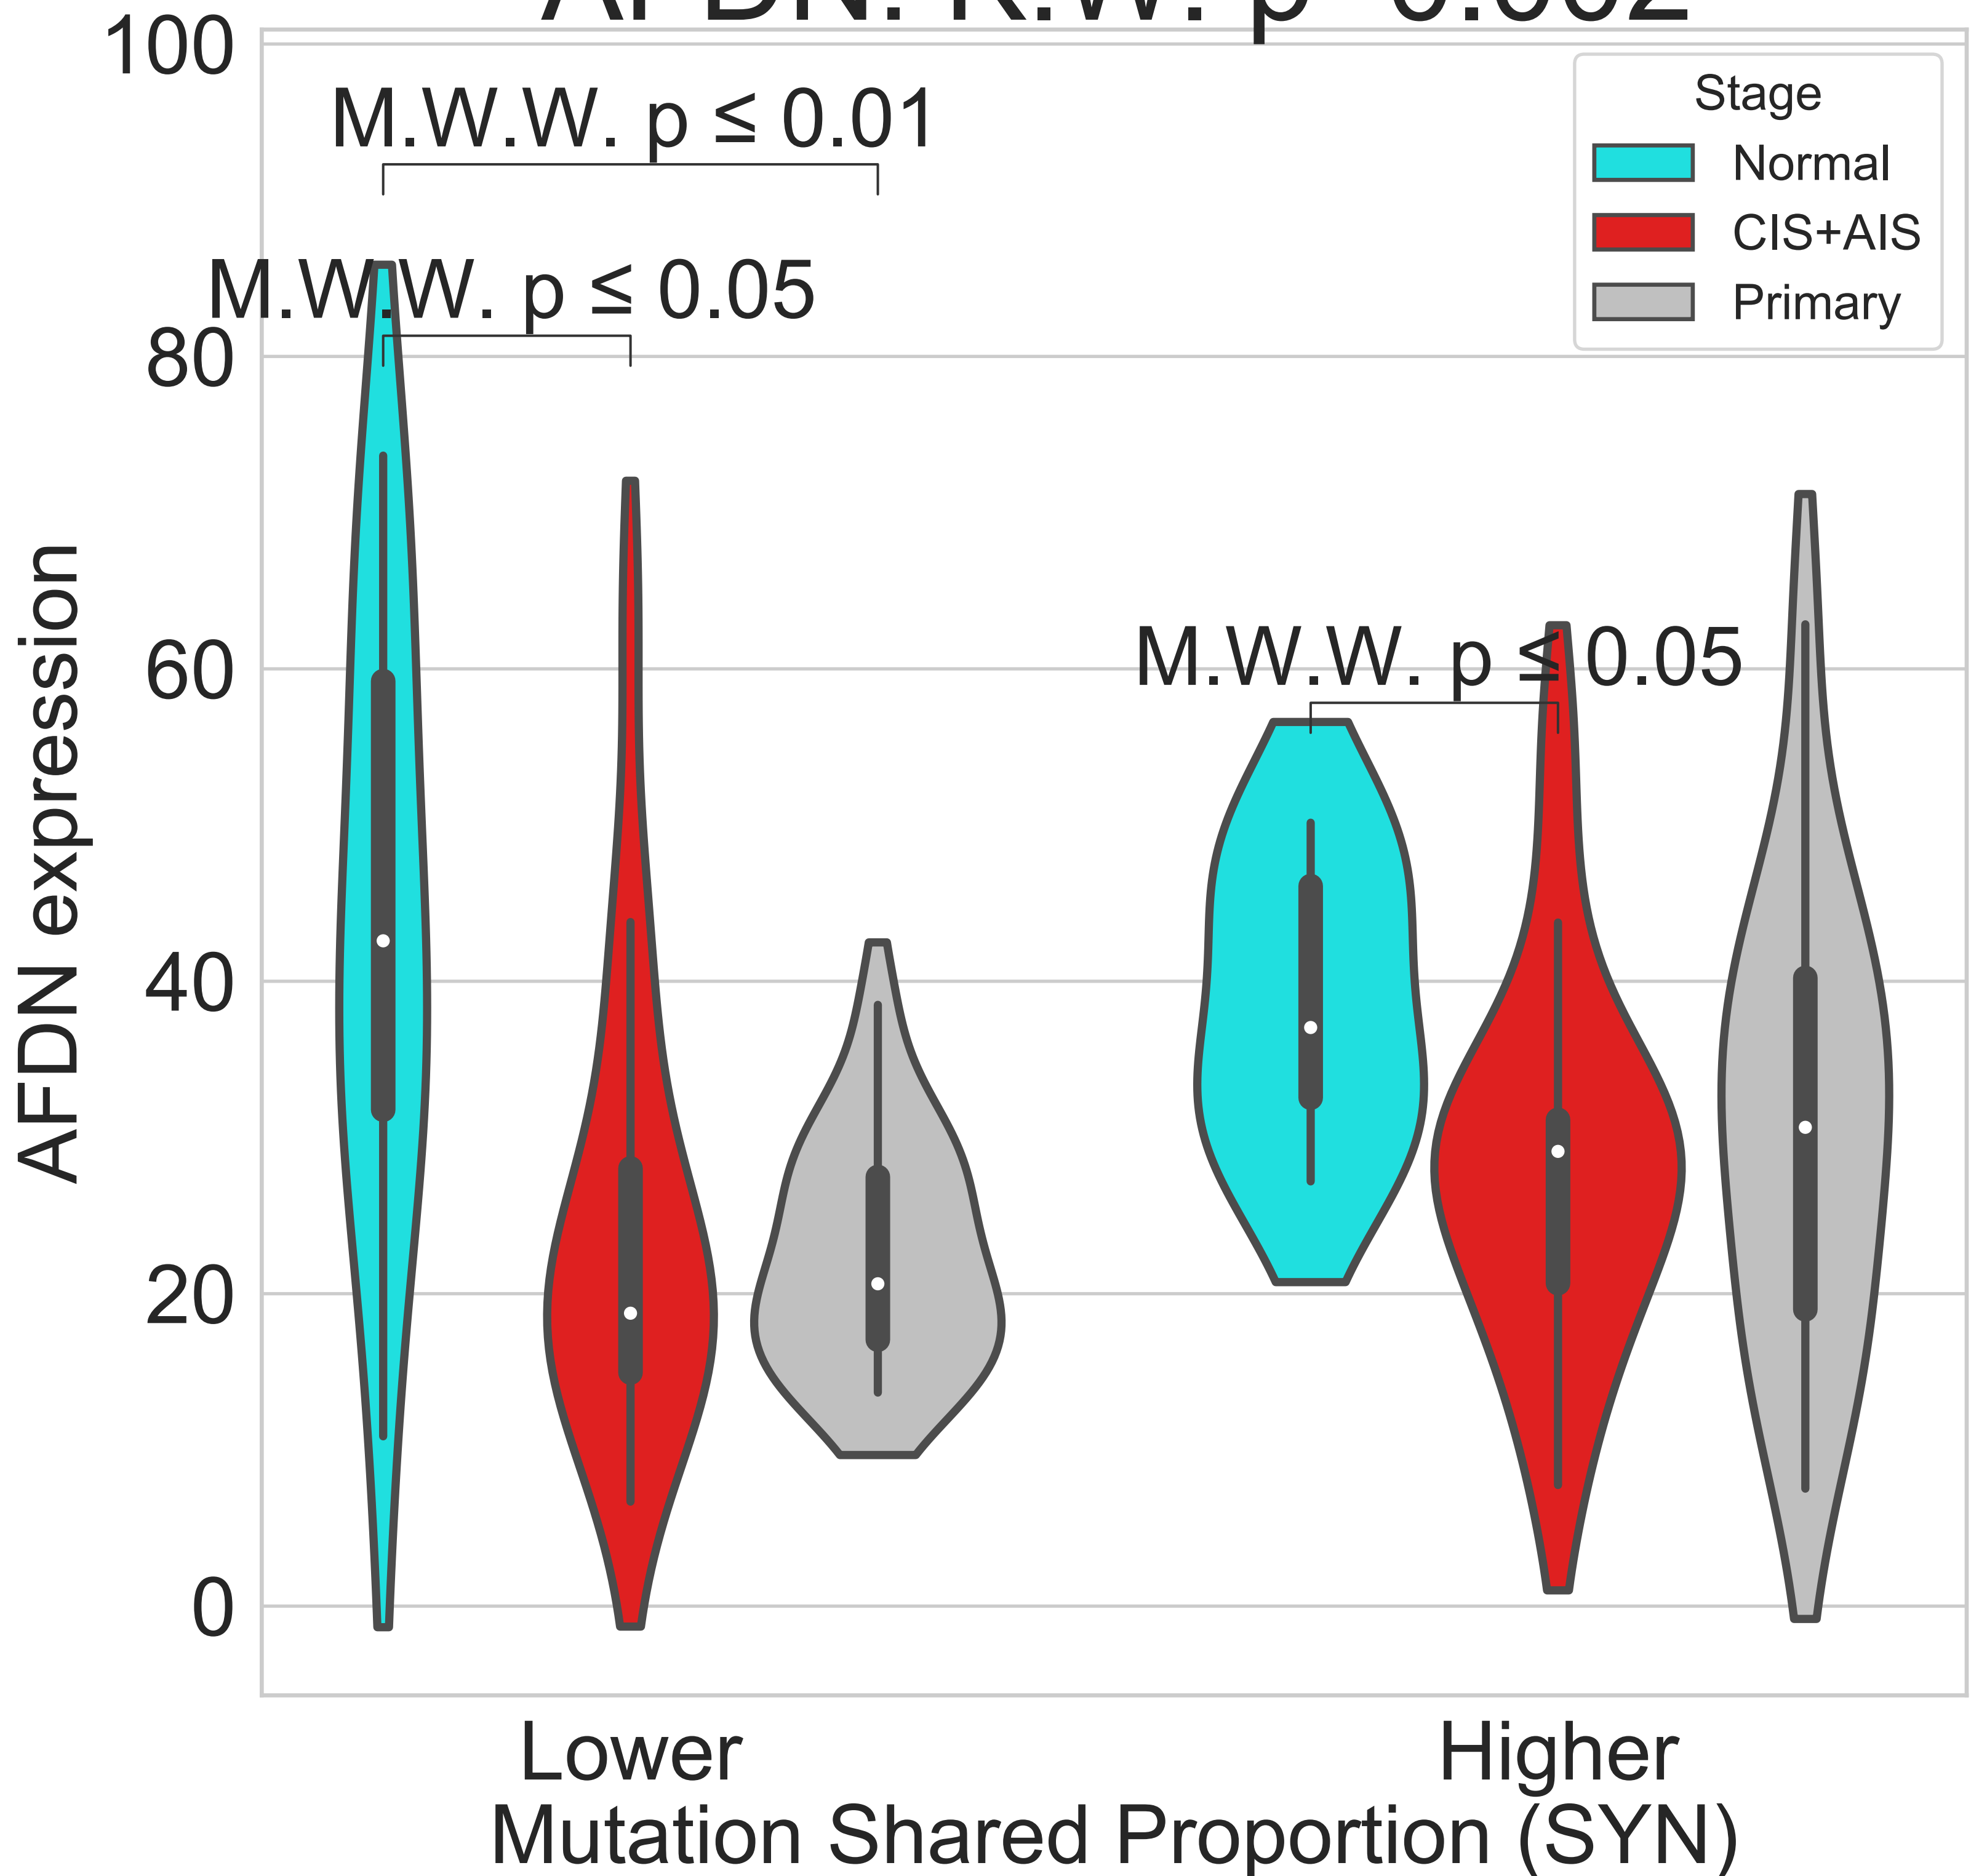 100
M.W.W. p ≤ 0.01
Stage
Normal
CIS+AIS
Primary
M.W.W. p ≤ 0.05
80
M.W.W. p ≤ 0.05
60
40
20
0
AFDN expression
Lower
Higher
Mutation Shared Proportion (SYN)